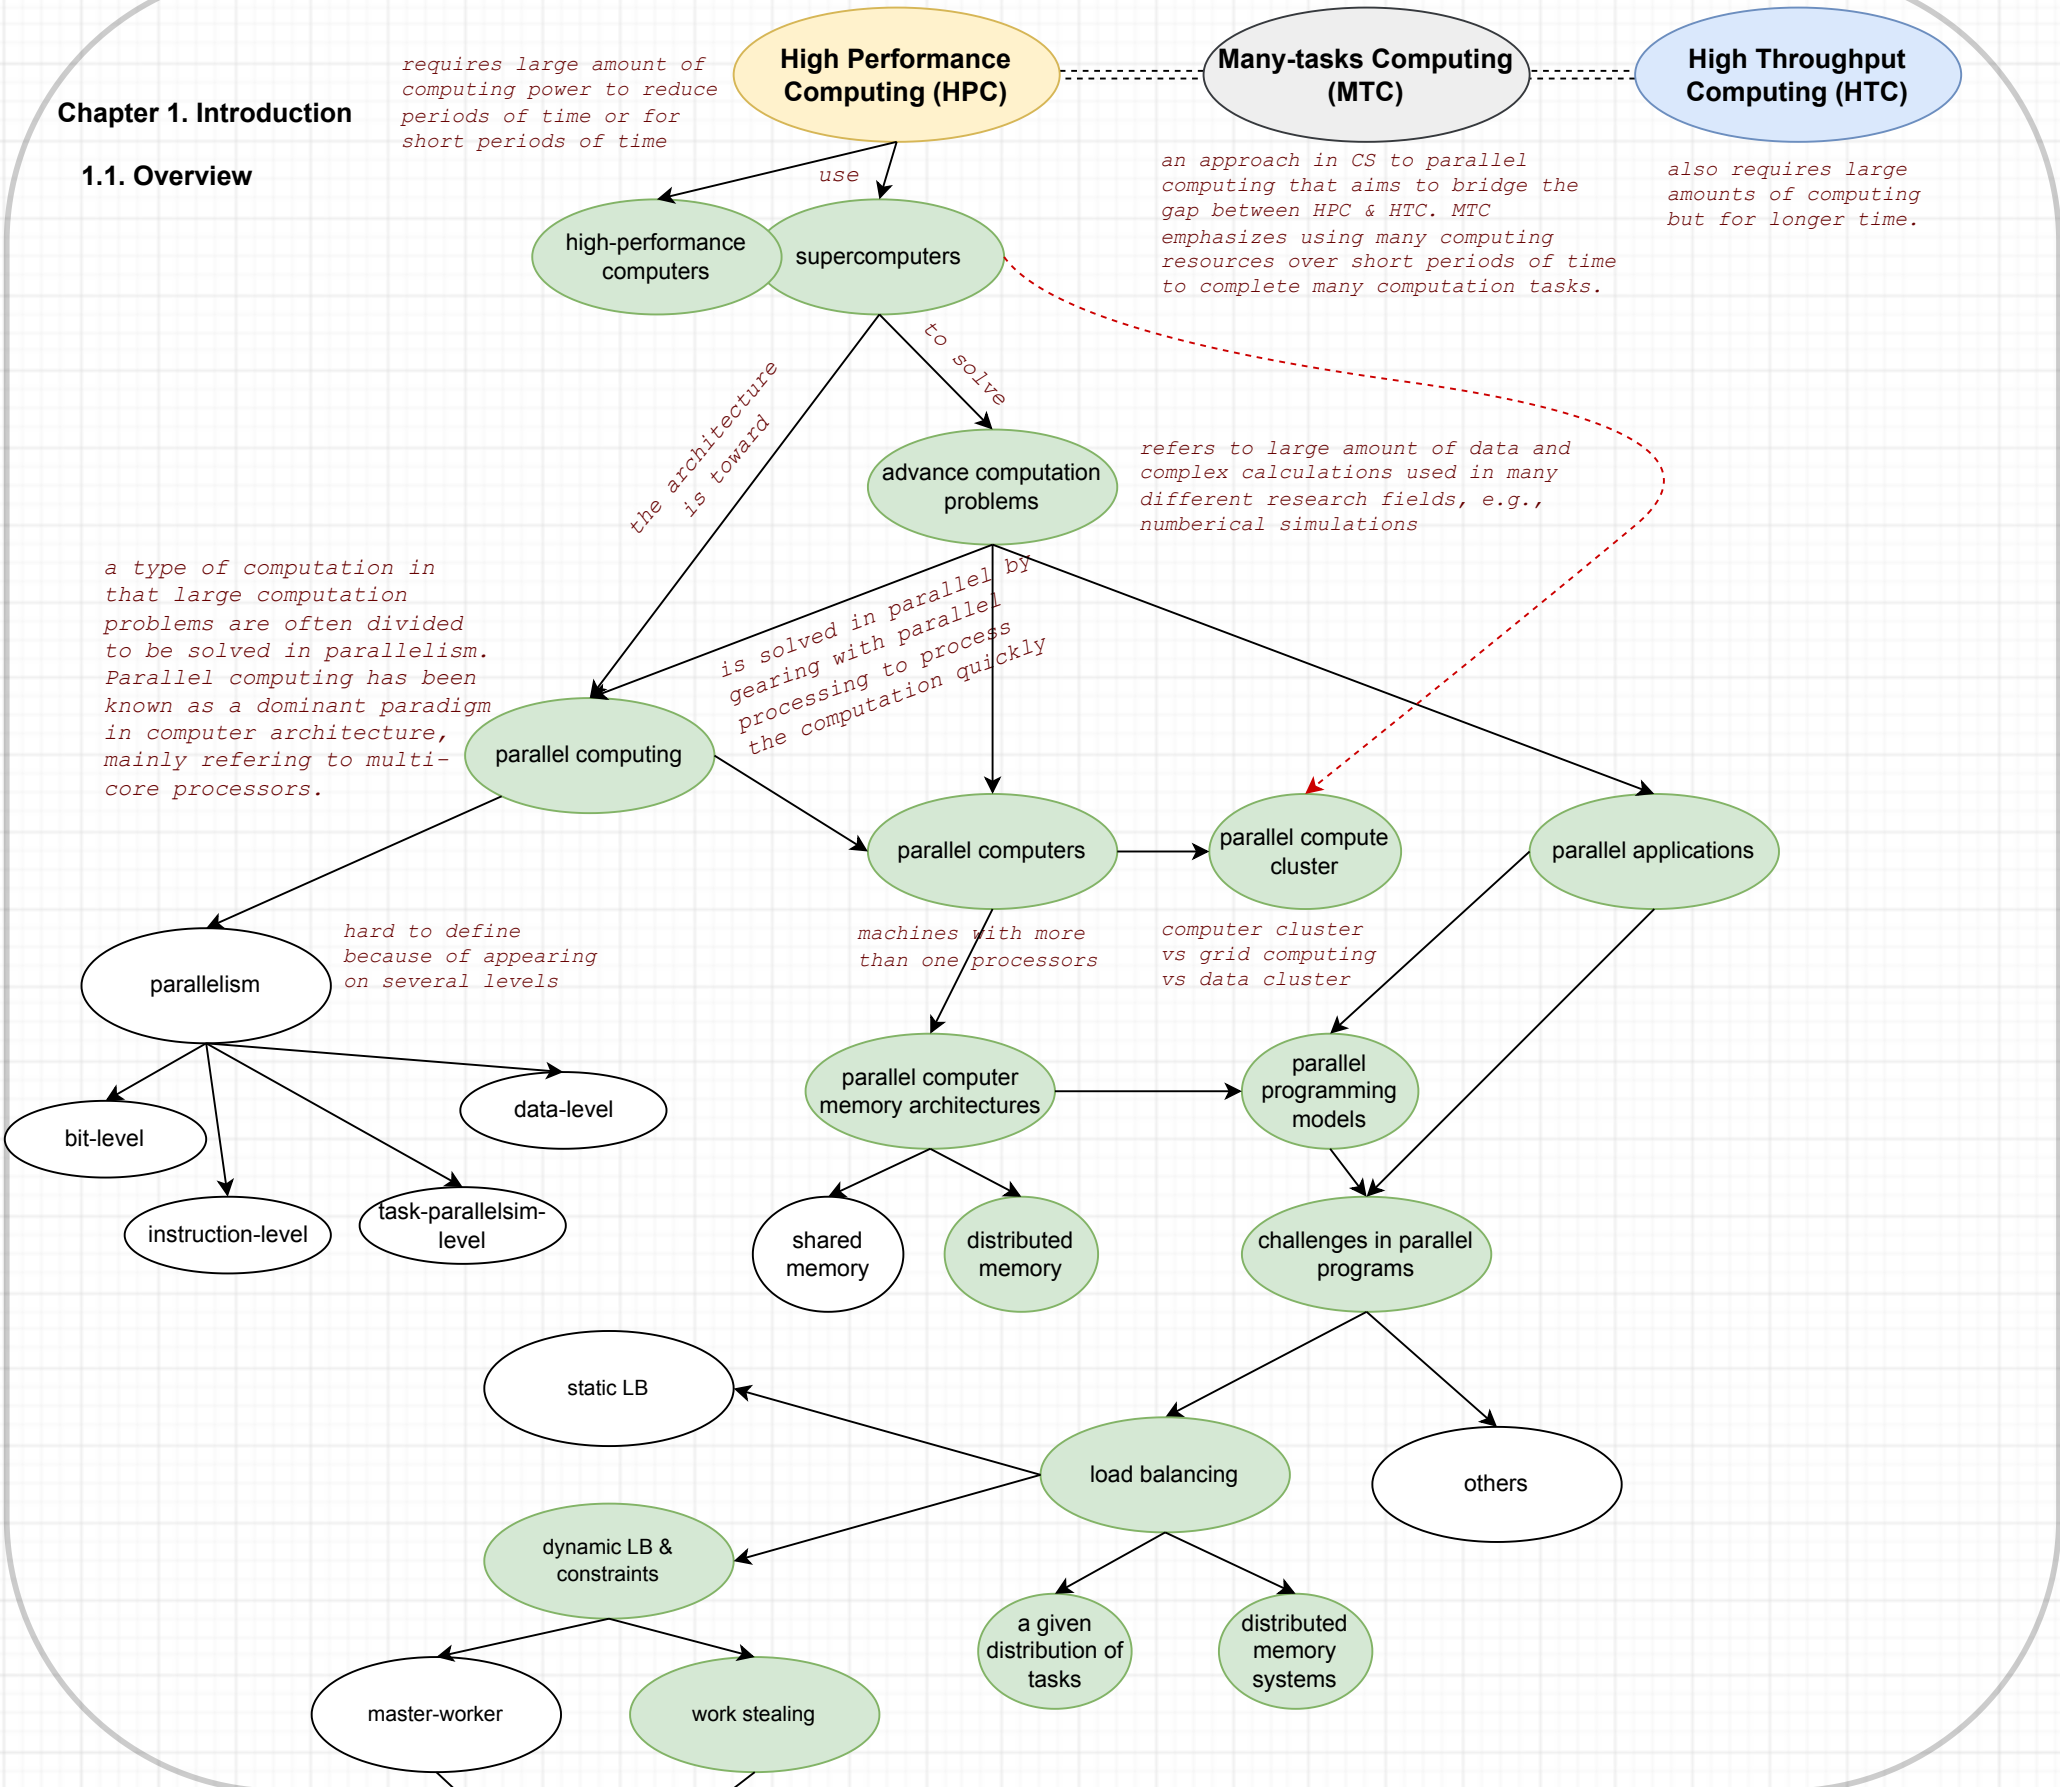 High Performance
Computing (HPC)
Many-tasks Computing
(MTC)
High Throughput
Computing (HTC)
requires large amount of
computing power to reduce
periods of time or for
short periods of time
Chapter 1. Introduction
1.1. Overview
use
an approach in CS to parallel
computing that aims to bridge the
gap between HPC & HTC. MTC
emphasizes using many computing
resources over short periods of time
to complete many computation tasks.
also requires large
amounts of computing
but for longer time.
high-performance
computers
supercomputers
to solve
the architecture
is toward
advance computation
problems
refers to large amount of data and
complex calculations used in many
different research fields, e.g.,
numberical simulations
a type of computation in
that large computation
problems are often divided
to be solved in parallelism.
Parallel computing has been
known as a dominant paradigm
in computer architecture,
mainly refering to multi-
core processors.
is solved in parallel by
gearing with parallel
processing to process
the computation quickly
parallel computing
parallel computers
parallel compute
cluster
parallel applications
parallelism
hard to define
because of appearing
on several levels
machines with more
than one processors
computer cluster
vs grid computing
vs data cluster
bit-level
instruction-level
task-parallelsim-
level
data-level
parallel computer
memory architectures
parallel
programming
models
shared
memory
distributed
memory
challenges in parallel
programs
static LB
load balancing
others
dynamic LB &
constraints
a given
distribution of
tasks
distributed
memory
systems
master-worker
work stealing